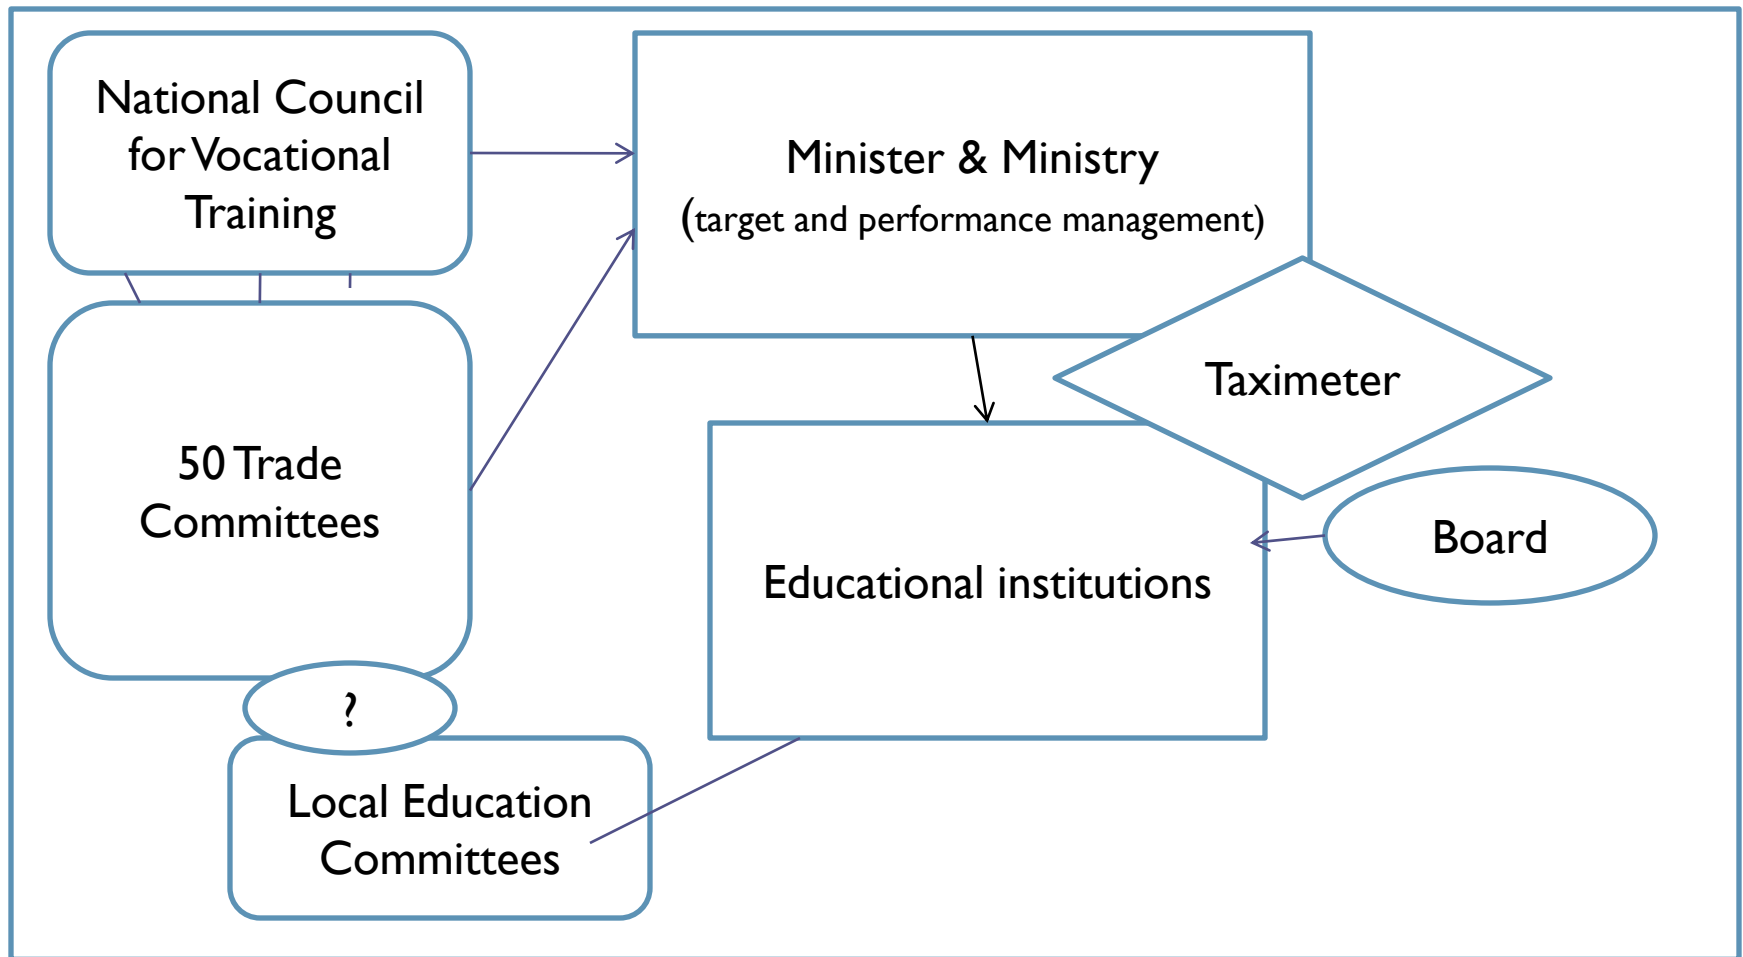 National Council
for Vocational
Training
Minister & Ministry
(target and performance management)
Taximeter
50 Trade
Committees
Board
Educational institutions
?
Local Education
Committees